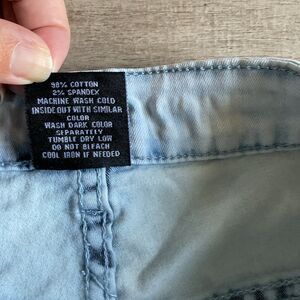 98% COTTON
2% SPANDEX
MACHINE WASH COLD
INSIDE OUT WITH SIMILAR
COLOR
WASH DARK COLOR
SEPARATELY
TUMBLE DRY LOW
DO NOT BLEACH
COOL IRON IF NEEDED